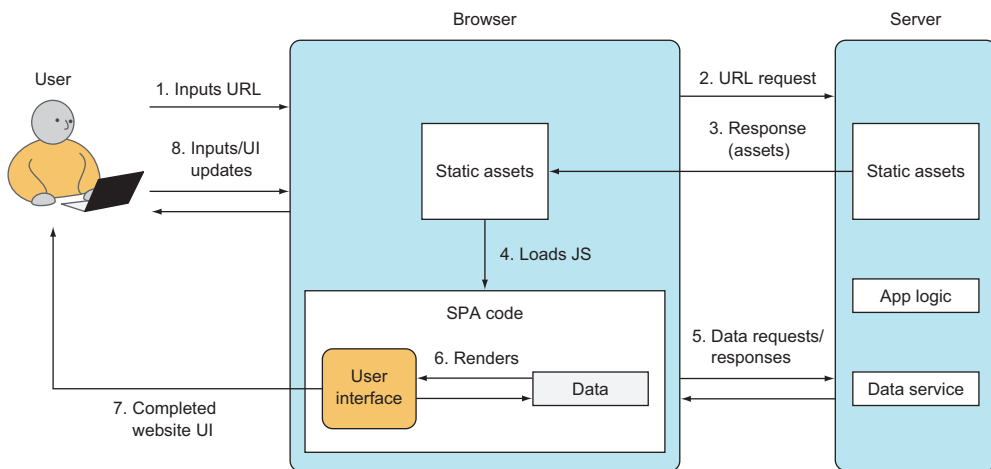 Browser
Server
User
1. Inputs URL
2. URL request
3. Response
(assets)
8. Inputs/UI
updates
Static assets
Static assets
4. Loads JS
App logic
SPA code
5. Data requests/
responses
6. Renders
User
interface
Data
Data service
7. Completed
website UI